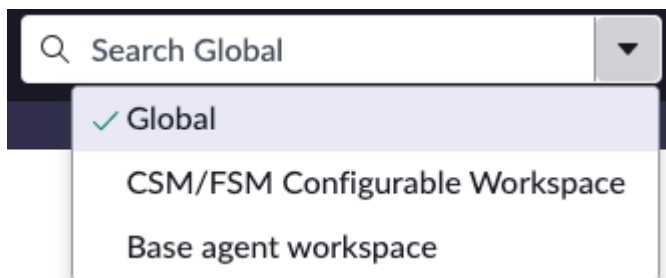 Search Global
Global
CSM/FSM Configurable Workspace
Base agent workspace